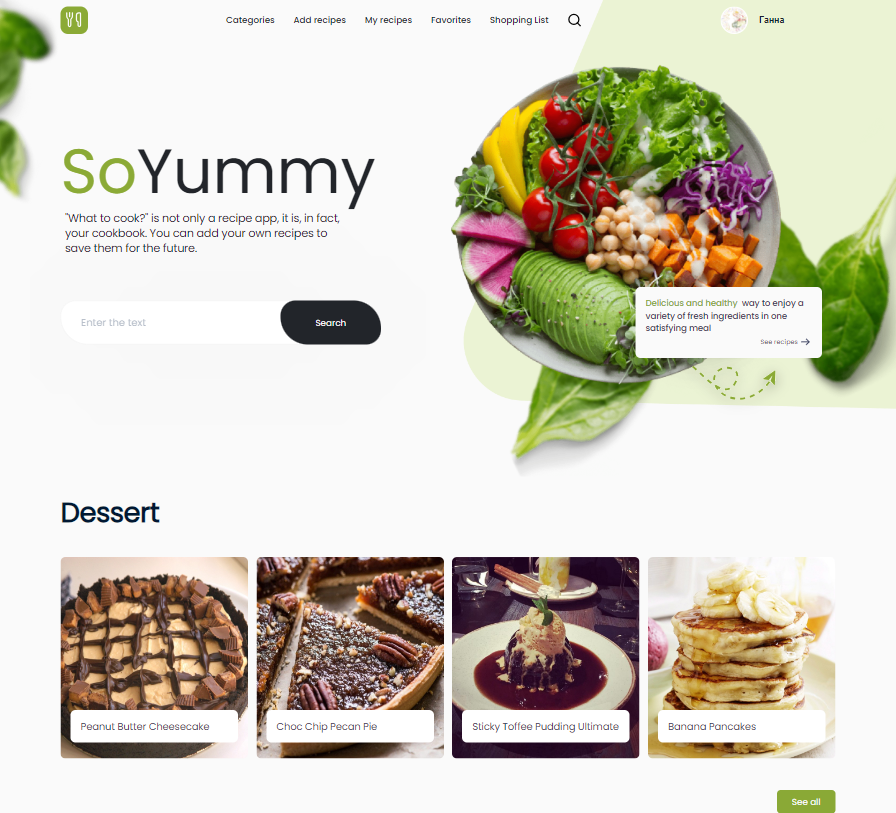 Categories Add recipes My recipes Favorites Shopping List Ганна
SoYummy
"What to cook?" is not only a recipe app, it is, in fact,
your cookbook. You can add your own recipes to
save them for the future.
Enter the text Search
Delicious and healthy way to enjoy a
variety of fresh ingredients in one
satisfying meal
See recipes
Dessert
Peanut Butter Cheesecake
Choc Chip Pecan Pie
Sticky Toffee Pudding Ultimate
Banana Pancakes
See all